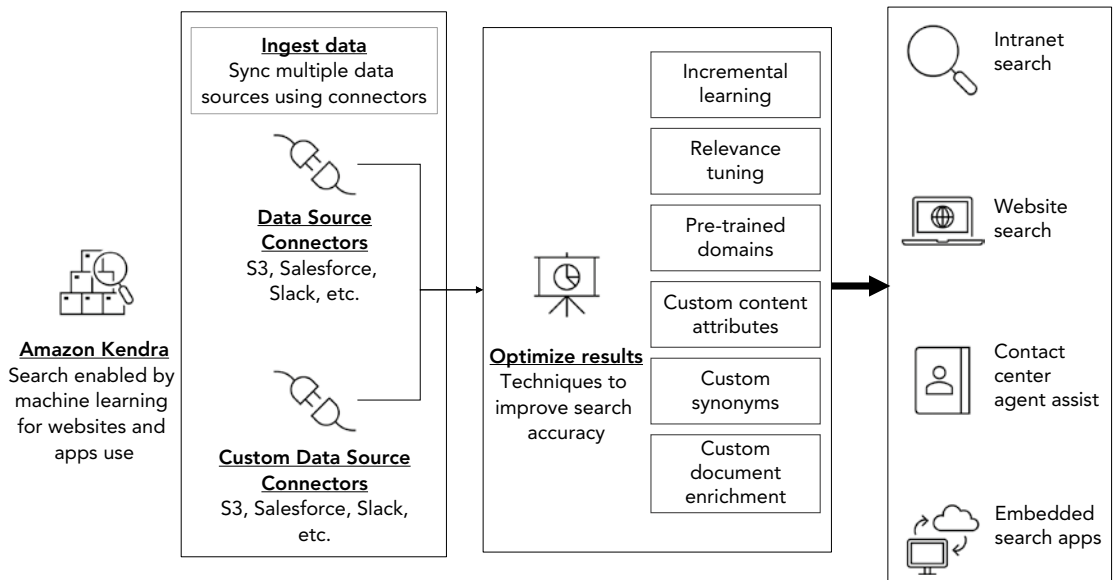 Amazon Kendra
Search enabled by
machine learning
for websites and
apps use
Ingest data
Sync multiple data
sources using connectors
Data Source
Connectors
S3, Salesforce,
Slack, etc.
Custom Data Source
Connectors
S3, Salesforce, Slack,
etc.
Optimize results
Techniques to
improve search
accuracy
Incremental
learning
Relevance
tuning
Pre-trained
domains
Custom content
attributes
Custom
synonyms
Custom
document
enrichment
Intranet
search
Website
search
Contact
center
agent assist
Embedded
search apps